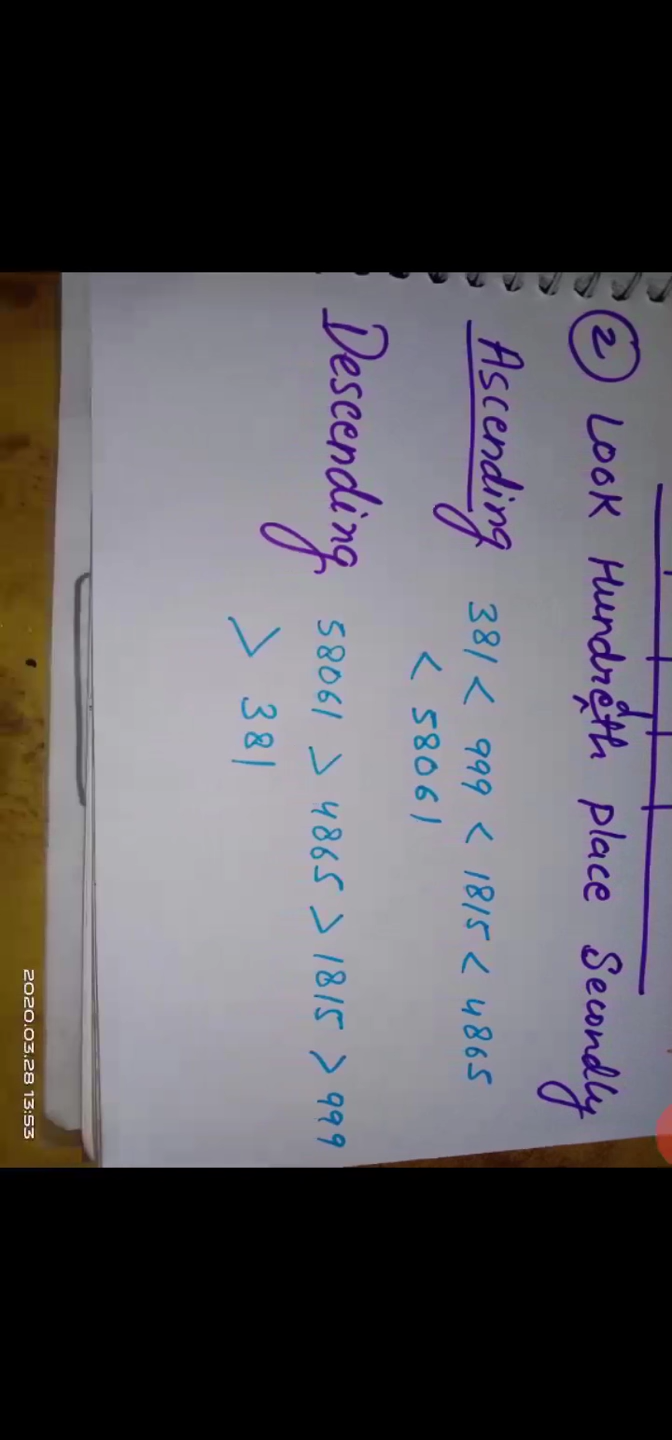 ② Look Hundredth place Secondly
Ascending 381 < 999 < 1815 < 4865
< 58061
Descending 58061 > 4865 > 1815 > 999
> 381
2020.03.28 13:53